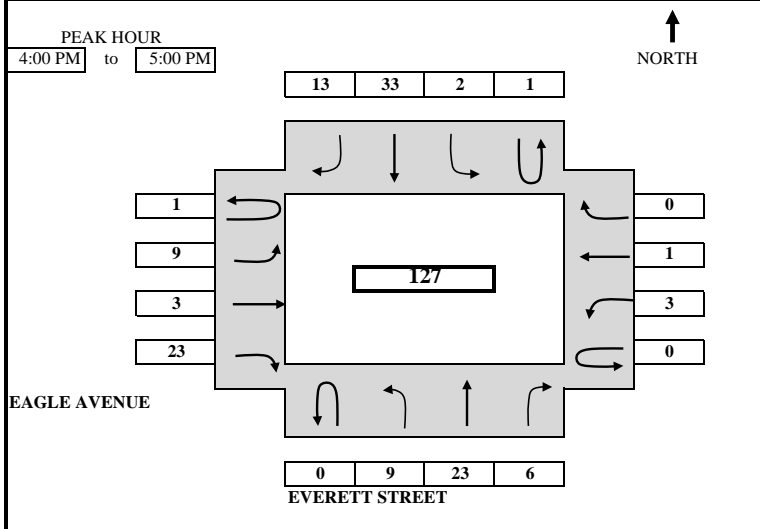 PEAK HOUR
4:00 PM to 5:00 PM
NORTH
13 33 2 1
1 0
9 1
127
3 3
23 0
EAGLE AVENUE
0 9 23 6
EVERETT STREET